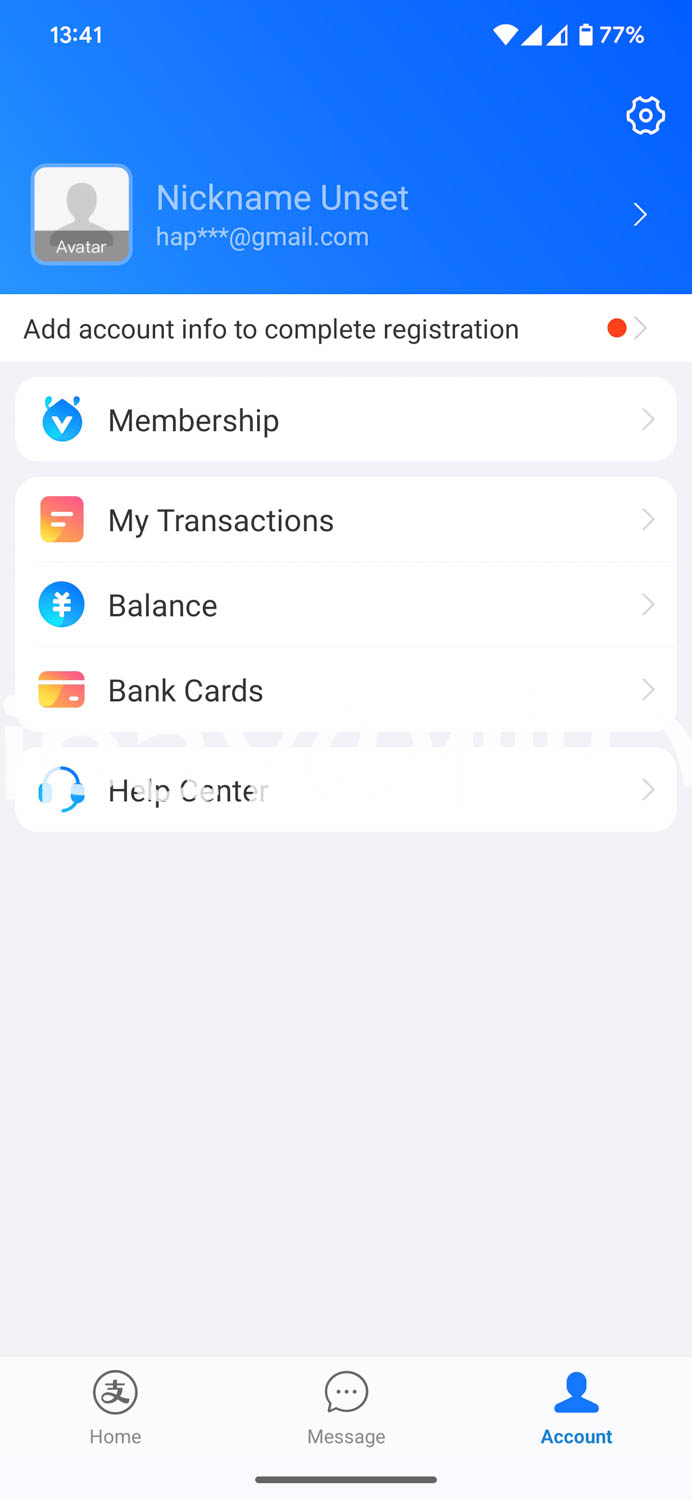 13:41
77%
Nickname Unset
hap***@gmail.com
Avatar
Add account info to complete registration
Membership
My Transactions
Balance
Bank Cards
Help Center
支
Home
Message
Account